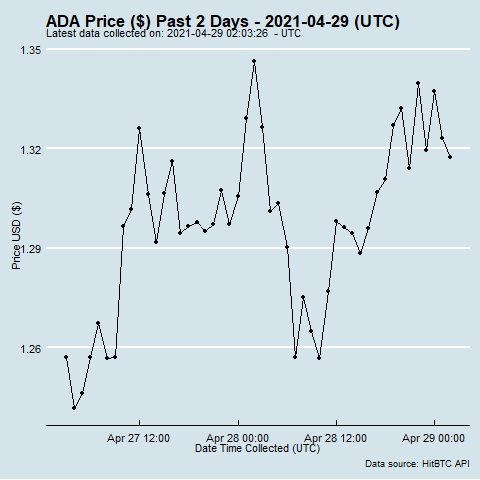 ADA Price ($) Past 2 Days - 2021-04-29 (UTC)
Latest data collected on: 2021-04-29 02:03:26 - UTC
1.35
1.32
1.29
1.26
Price USD ($)
Apr 27 12:00 Apr 28 00:00 Apr 28 12:00 Apr 29 00:00
Date Time Collected (UTC)
Data source: HitBTC API